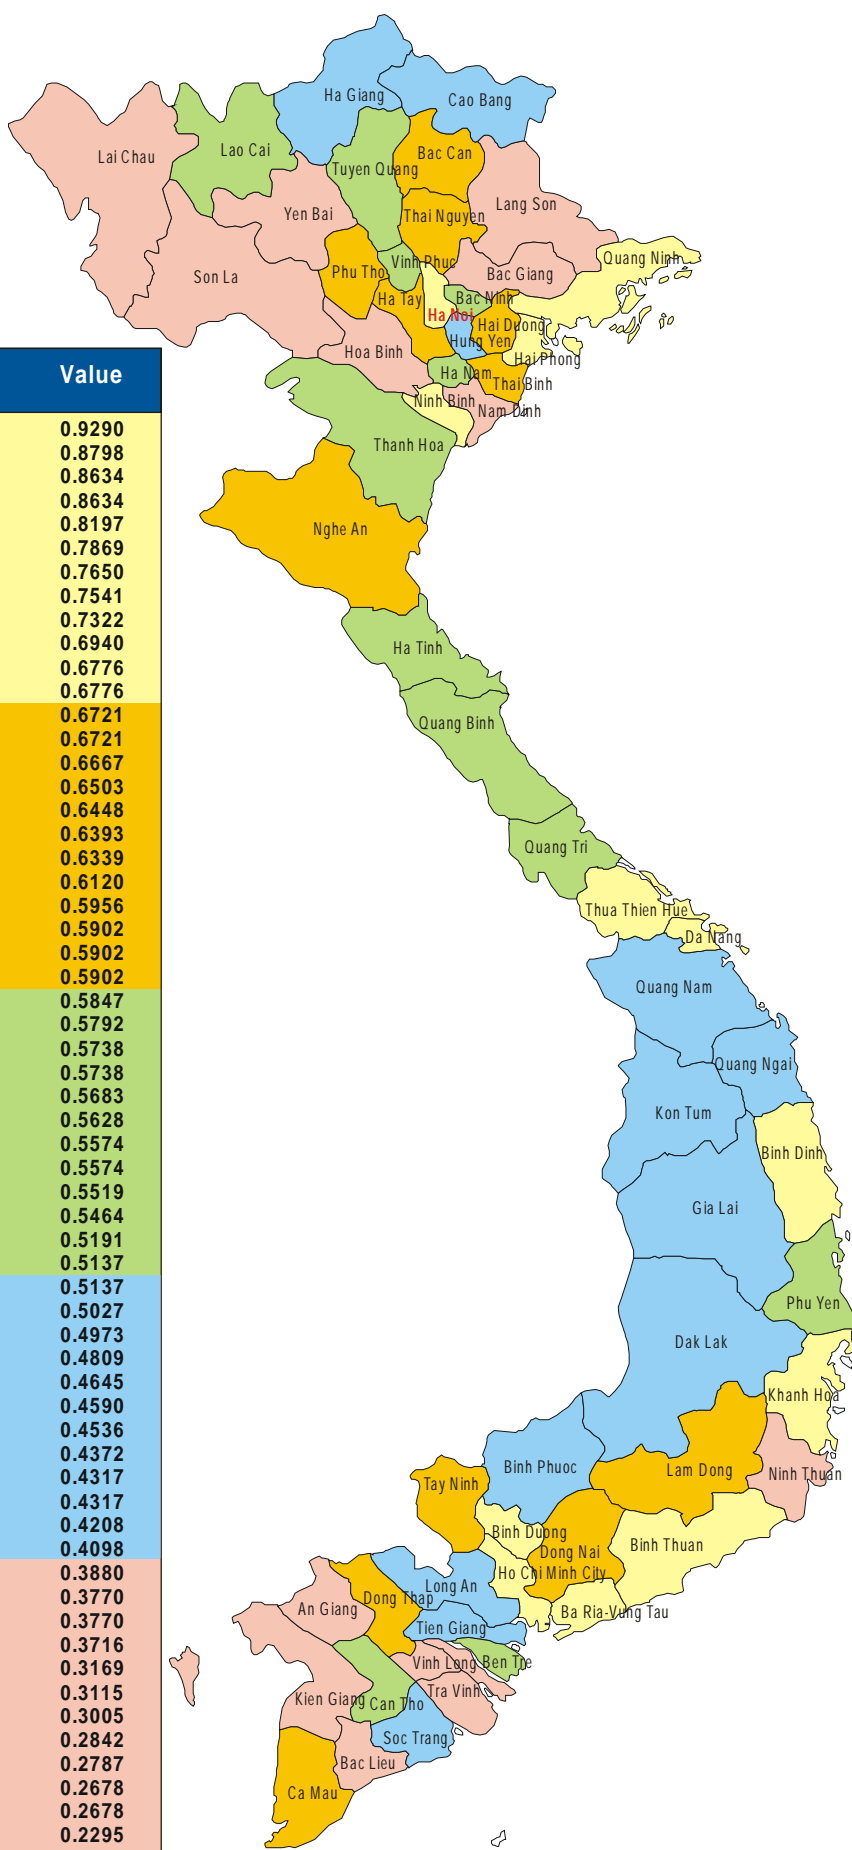 Ha Giang
Cao Bang
Lai Chau
Lao Cai
Bac Can
Tuyen Quang
Lang Son
Yen Bai
Thai Nguyen
Son La
Phu Tho
Vinh Phuc
Bac Giang
Quang Ninh
Ha Tay
Bac Ninh
Ha Noi
Hai Duong
Hoa Binh
Hung Yen
Hai Phong
Ha Nam
Thai Binh
Ninh Binh
Nam Dinh
Thanh Hoa
Nghe An
Ha Tinh
Quang Binh
Quang Tri
Thua Thien Hue
Da Nang
Quang Nam
Quang Ngai
Kon Tum
Binh Dinh
Gia Lai
Phu Yen
Dak Lak
Khanh Hoa
Binh Phuoc
Lam Dong
Ninh Thuan
Tay Ninh
Binh Duong
Dong Nai
Binh Thuan
Ho Chi Minh City
Long An
Dong Thap
An Giang
Ba Ria-Vung Tau
Tien Giang
Vinh Long
Ben Tre
Kien Giang
Can Tho
Tra Vinh
Soc Trang
Bac Lieu
Ca Mau
Value
0.9290
0.8798
0.8634
0.8634
0.8197
0.7869
0.7650
0.7541
0.7322
0.6940
0.6776
0.6776
0.6721
0.6721
0.6667
0.6503
0.6448
0.6393
0.6339
0.6120
0.5956
0.5902
0.5902
0.5902
0.5847
0.5792
0.5738
0.5738
0.5683
0.5628
0.5574
0.5574
0.5519
0.5464
0.5191
0.5137
0.5137
0.5027
0.4973
0.4809
0.4645
0.4590
0.4536
0.4372
0.4317
0.4317
0.4208
0.4098
0.3880
0.3770
0.3770
0.3716
0.3169
0.3115
0.3005
0.2842
0.2787
0.2678
0.2678
0.2295